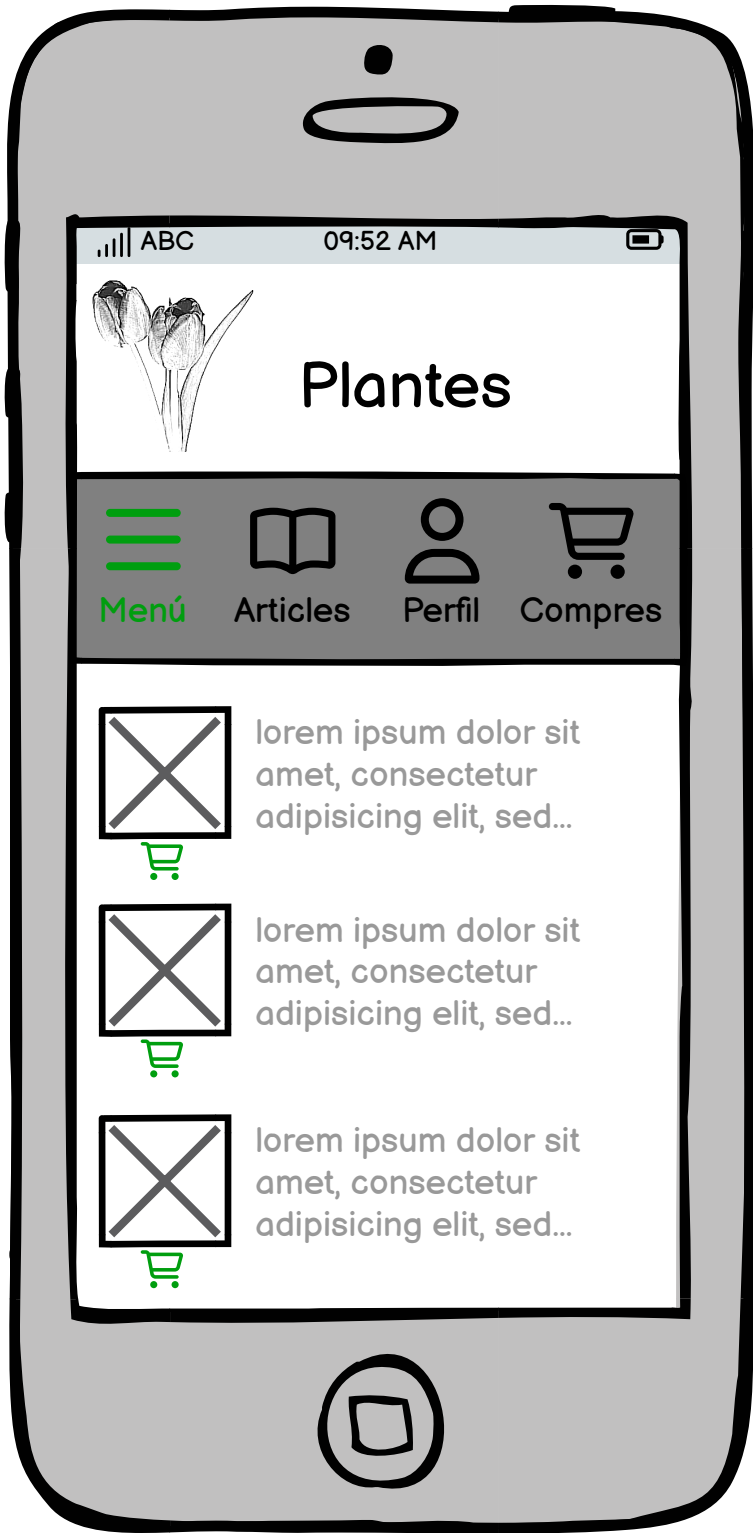 ABC 09:52 AM
Plantes
Menú Articles Perfil Compres
lorem ipsum dolor sit
amet, consectetur
adipisicing elit, sed...
lorem ipsum dolor sit
amet, consectetur
adipisicing elit, sed...
lorem ipsum dolor sit
amet, consectetur
adipisicing elit, sed...